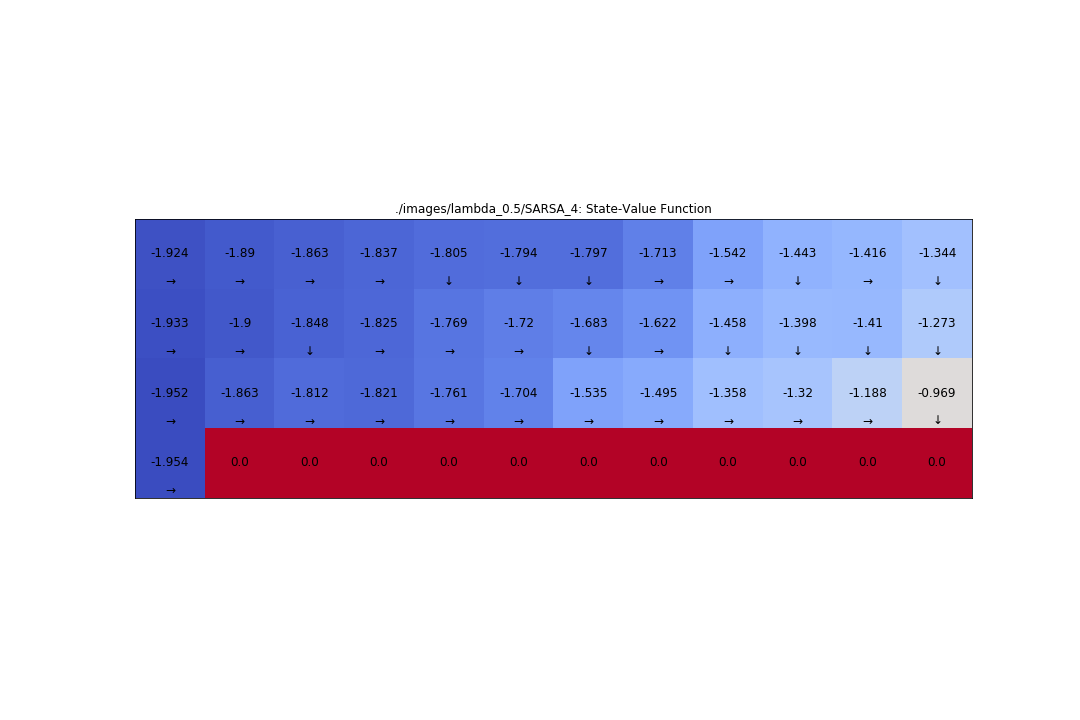 ./images/lambda_0.5/SARSA_4: State-Value Function
-1.924 -1.89 -1.863 -1.837 -1.805 -1.794 -1.797 -1.713 -1.542 -1.443 -1.416 -1.344
→ → → → ↓ ↓ ↓ → → ↓ → ↓
-1.933 -1.9 -1.848 -1.825 -1.769 -1.72 -1.683 -1.622 -1.458 -1.398 -1.41 -1.273
→ → ↓ → → → ↓ → ↓ ↓ ↓ ↓
-1.952 -1.863 -1.812 -1.821 -1.761 -1.704 -1.535 -1.495 -1.358 -1.32 -1.188 -0.969
→ → → → → → → → → → → ↓
-1.954 0.0 0.0 0.0 0.0 0.0 0.0 0.0 0.0 0.0 0.0 0.0
→